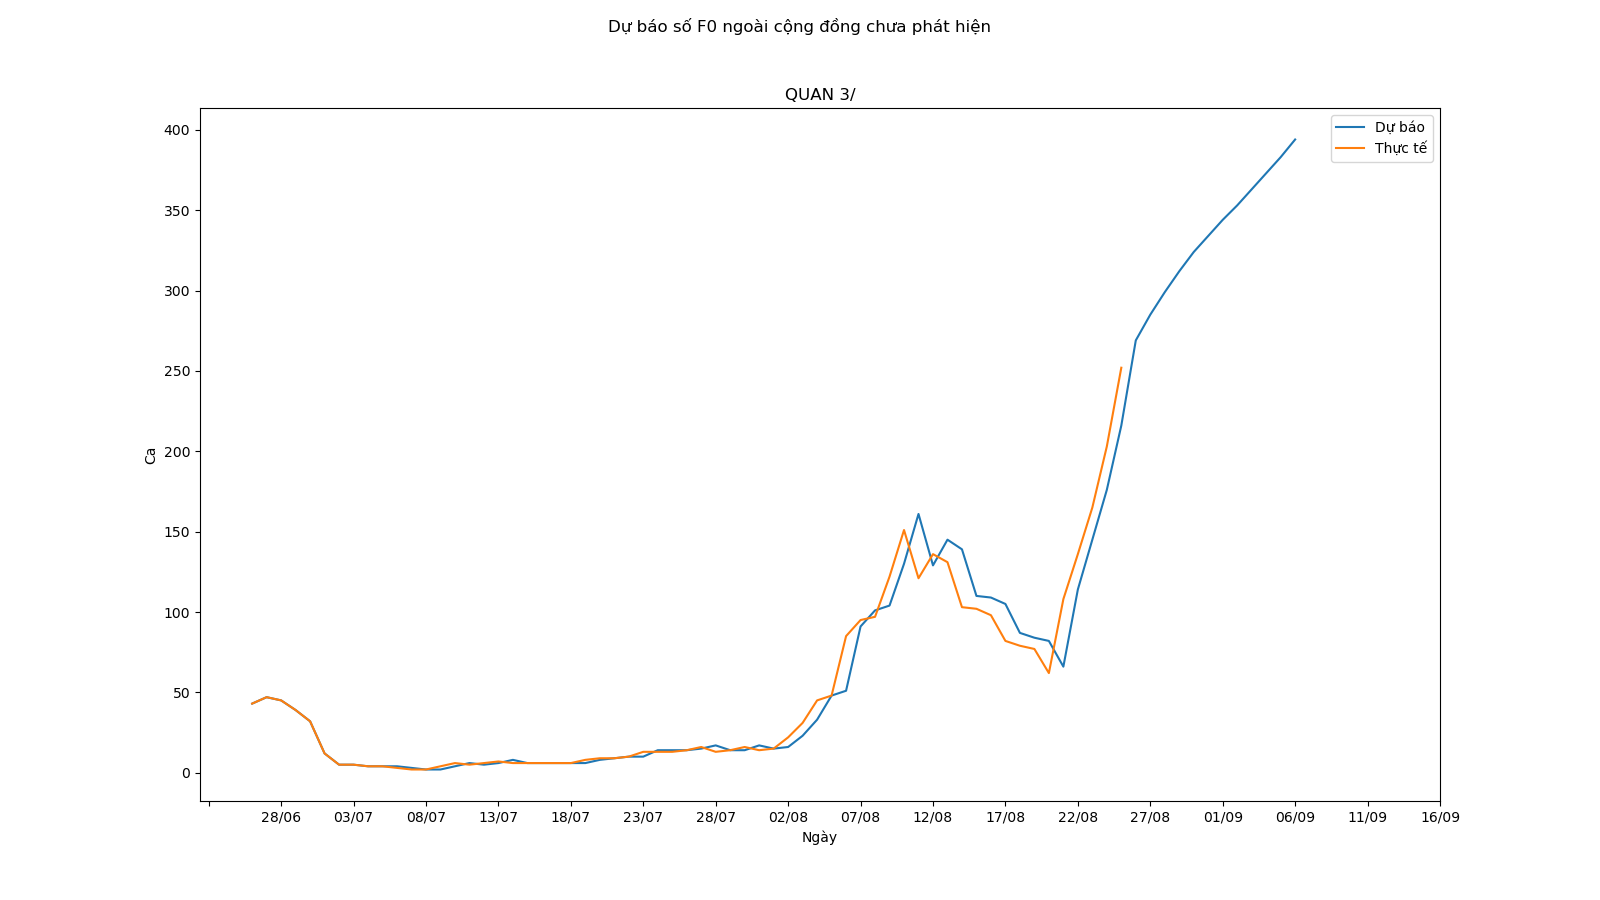 Dự báo số F0 ngoài cộng đồng chưa phát hiện
QUAN 3/
400
350
300
250
200
150
100
50
0
Ca
Dự báo
Thực tế
28/06 03/07 08/07 13/07 18/07 23/07 28/07 02/08 07/08 12/08 17/08 22/08 27/08 01/09 06/09 11/09 16/09
Ngày